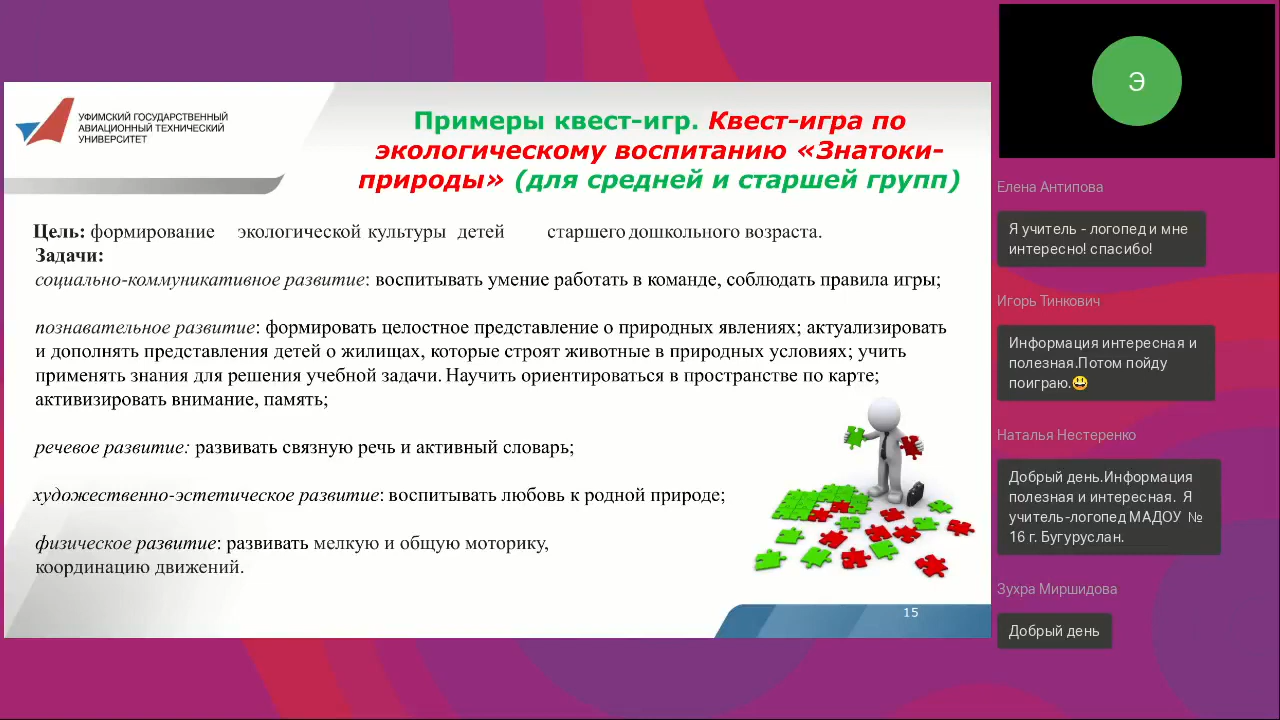 УФИМСКИЙ ГОСУДАРСТВЕННЫЙ
АВИАЦИОННЫЙ ТЕХНИЧЕСКИЙ
УНИВЕРСИТЕТ
Примеры квест-игр. Квест-игра по
экологическому воспитанию «Знатоки-
природы» (для средней и старшей групп)
Цель: формирование экологической культуры детей старшего дошкольного возраста.
Задачи:
социально-коммуникативное развитие: воспитывать умение работать в команде, соблюдать правила игры;
познавательное развитие: формировать целостное представление о природных явлениях; актуализировать
и дополнять представления детей о жилищах, которые строят животные в природных условиях; учить
применять знания для решения учебной задачи. Научить ориентироваться в пространстве по карте;
активизировать внимание, память;
речевое развитие: развивать связную речь и активный словарь;
художественно-эстетическое развитие: воспитывать любовь к родной природе;
физическое развитие: развивать мелкую и общую моторику,
координацию движений.
15
Э
Елена Антипова
Я учитель - логопед и мне
интересно! спасибо!
Игорь Тинкович
Информация интересная и
полезная.Потом пойду
поиграю.😃
Наталья Нестеренко
Добрый день.Информация
полезная и интересная. Я
учитель-логопед МАДОУ №
16 г. Бугуруслан.
Зухра Миршидова
Добрый день